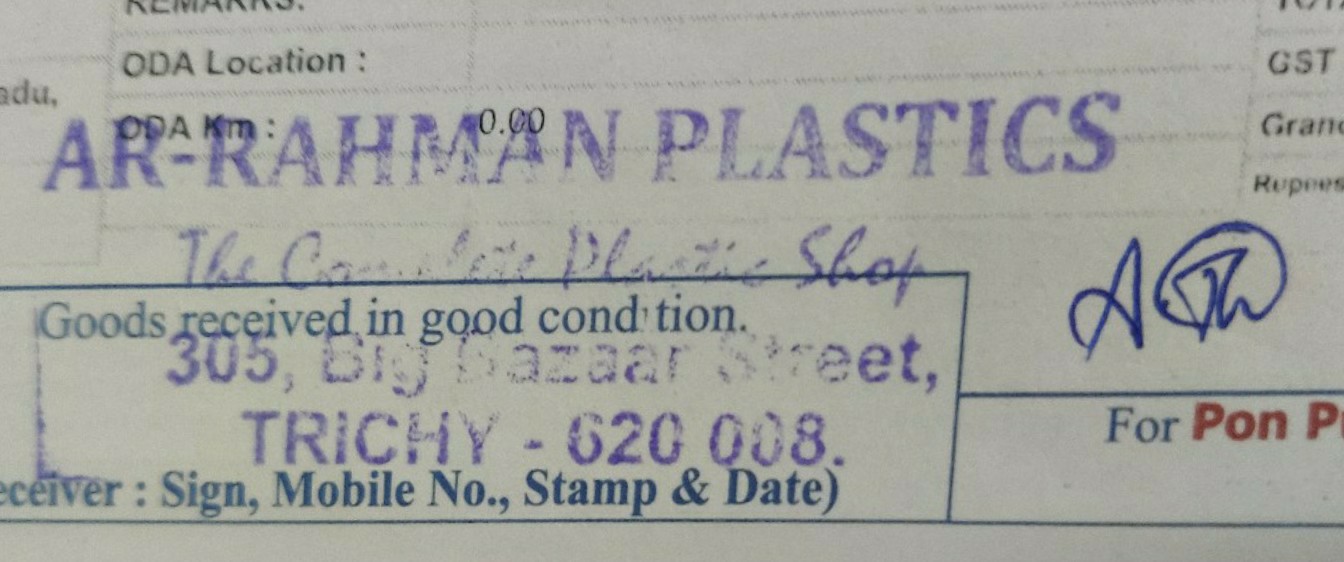 REMARKS:
ODA Location :
GST
adu,
ODA Km : 0.00
Grand
AR-RAHMAN PLASTICS
Rupees
The Complete Plastic Shop
Goods received in good condition.
305, Big Bazaar Street,
For Pon P
TRICHY - 620 008.
eceiver : Sign, Mobile No., Stamp & Date)